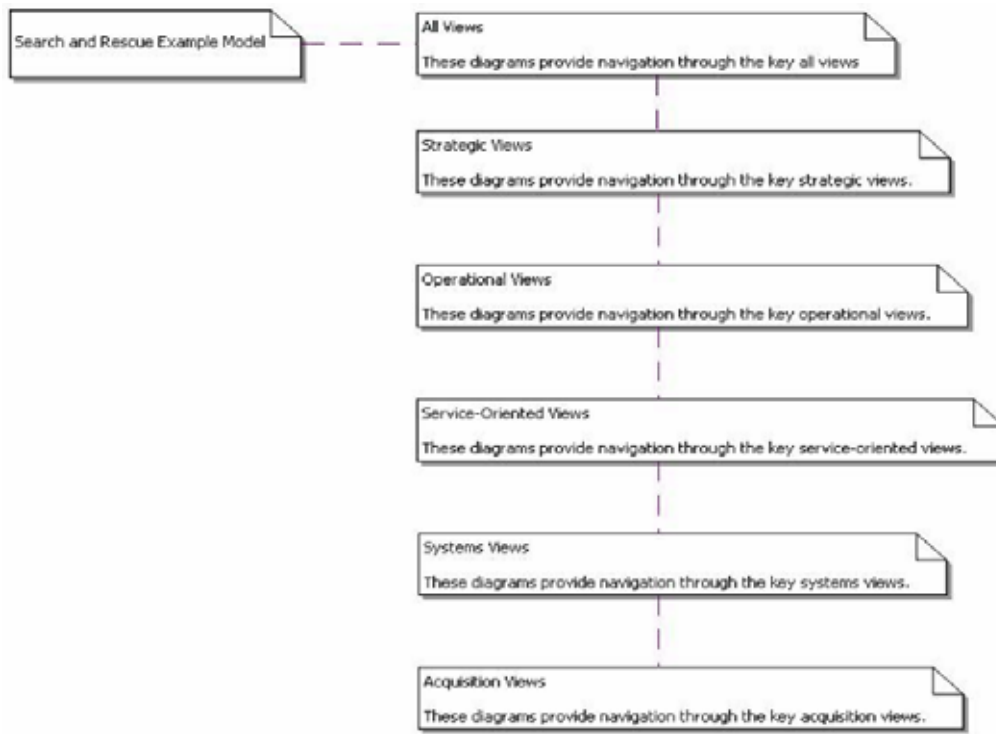 Search and Rescue Example Model
All Views
These diagrams provide navigation through the key all views
Strategic Views
These diagrams provide navigation through the key strategic views.
Operational Views
These diagrams provide navigation through the key operational views.
Service-Oriented Views
These diagrams provide navigation through the key service-oriented views.
Systems Views
These diagrams provide navigation through the key systems views.
Acquisition Views
These diagrams provide navigation through the key acquisition views.